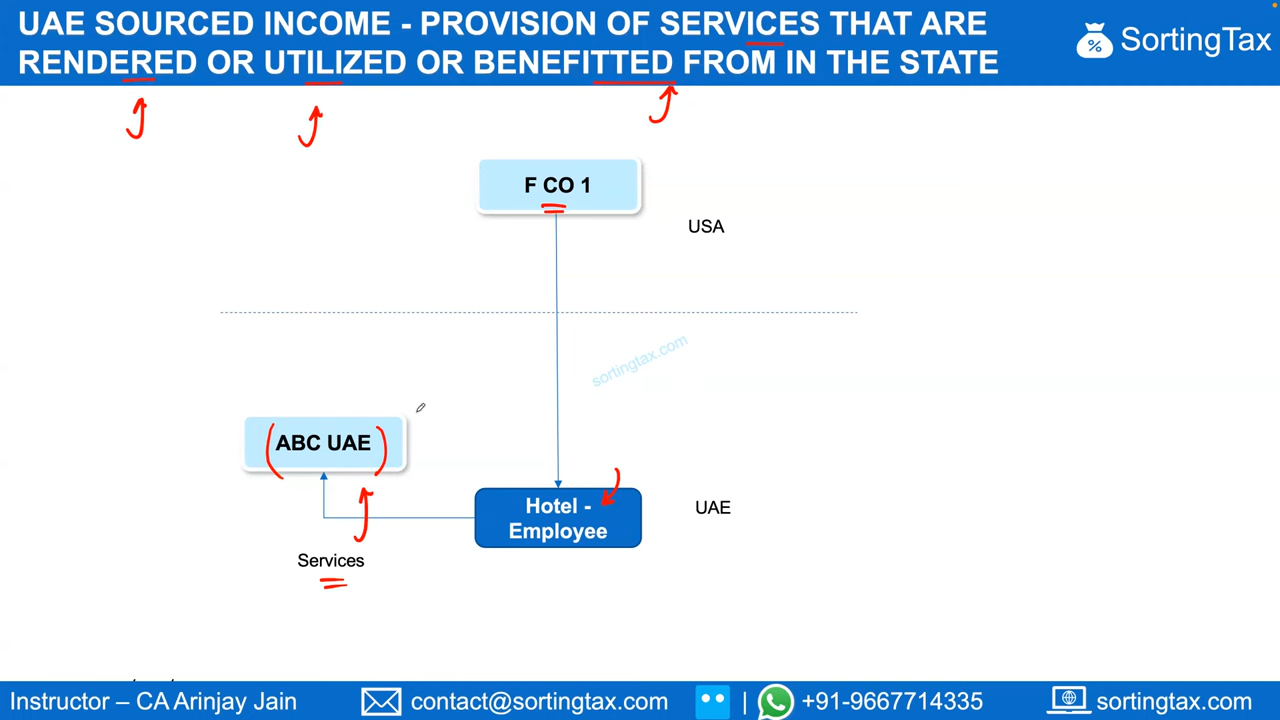 UAE SOURCED INCOME - PROVISION OF SERVICES THAT ARE
RENDERED OR UTILIZED OR BENEFITTED FROM IN THE STATE
SortingTax
F CO 1
USA
sortingtax.com
ABC UAE
Hotel -
Employee
UAE
Services
Instructor – CA Arinjay Jain
contact@sortingtax.com
|
+91-9667714335
sortingtax.com